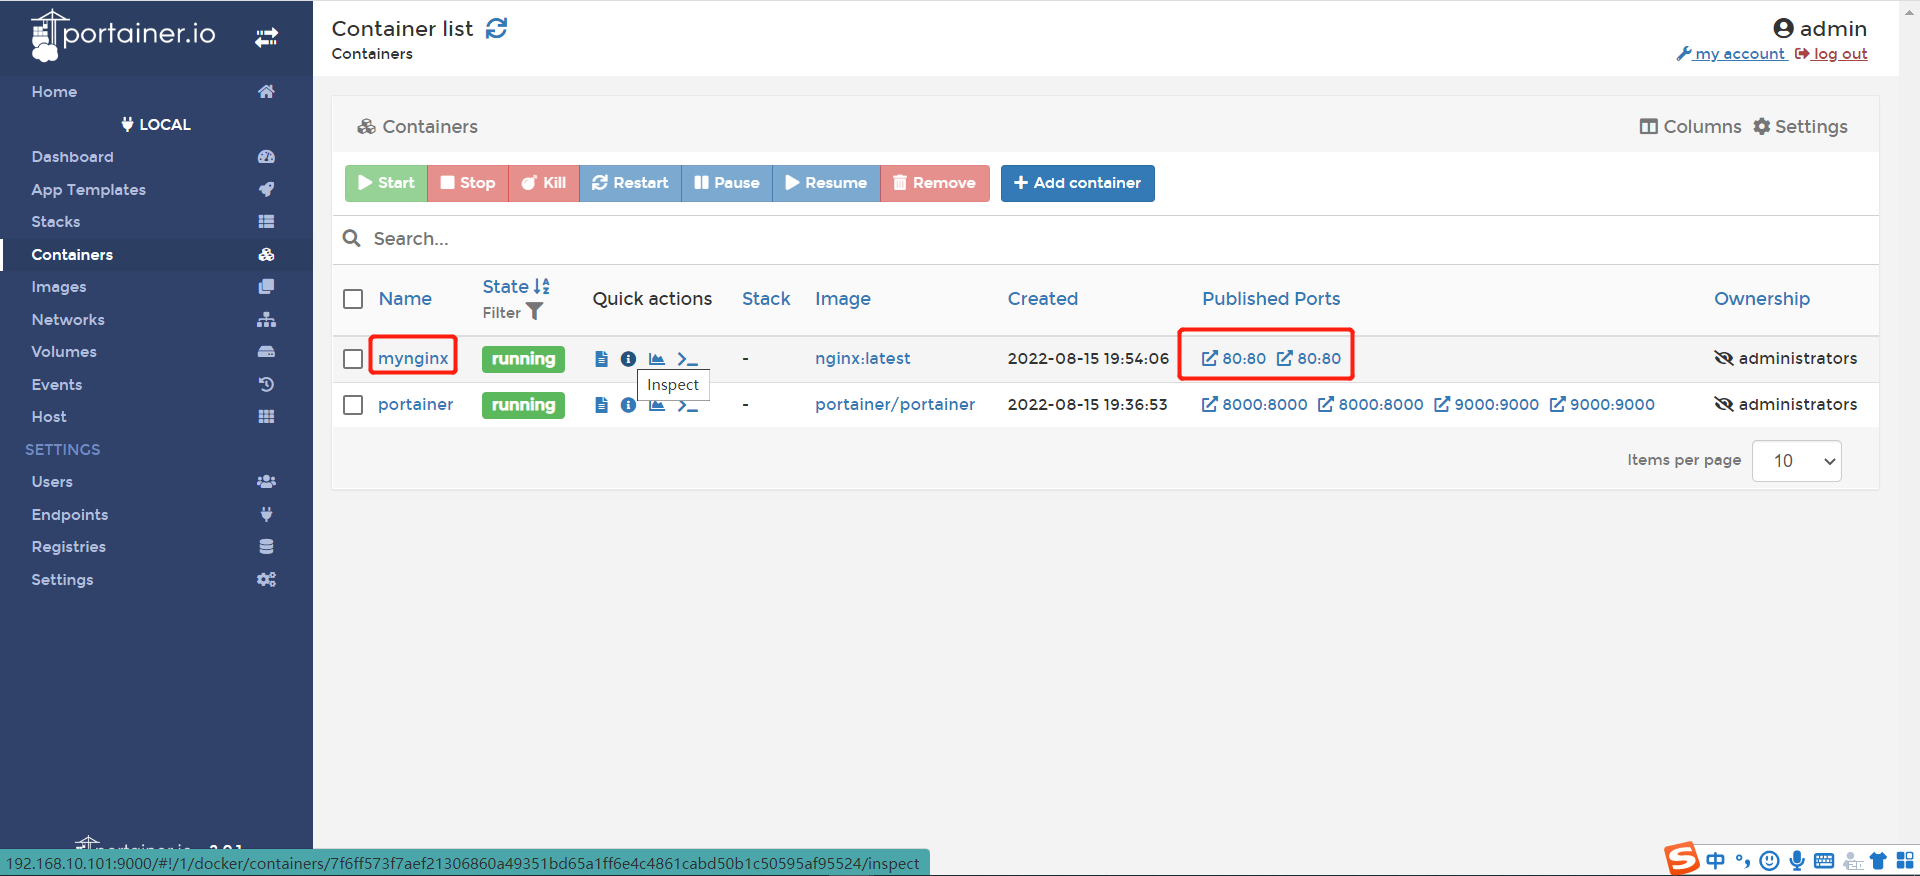 portainer.io
Home
LOCAL
Dashboard
App Templates
Stacks
Containers
Images
Networks
Volumes
Events
Host
SETTINGS
Users
Endpoints
Registries
Settings
Container list
Containers
admin
my account log out
Containers
Columns Settings
Start Stop Kill Restart Pause Resume Remove Add container
Search...
Name State Filter Quick actions Stack Image Created Published Ports Ownership
mynginx running - nginx:latest 2022-08-15 19:54:06 80:80 80:80 administrators
Inspect
portainer running - portainer/portainer 2022-08-15 19:36:53 8000:8000 8000:8000 9000:9000 9000:9000 administrators
Items per page 10
192.168.10.101:9000/#!/1/docker/containers/7f6ff573f7aef21306860a49351bd65a1ff6e4c4861cabd50b1c50595af95524/inspect
S 中